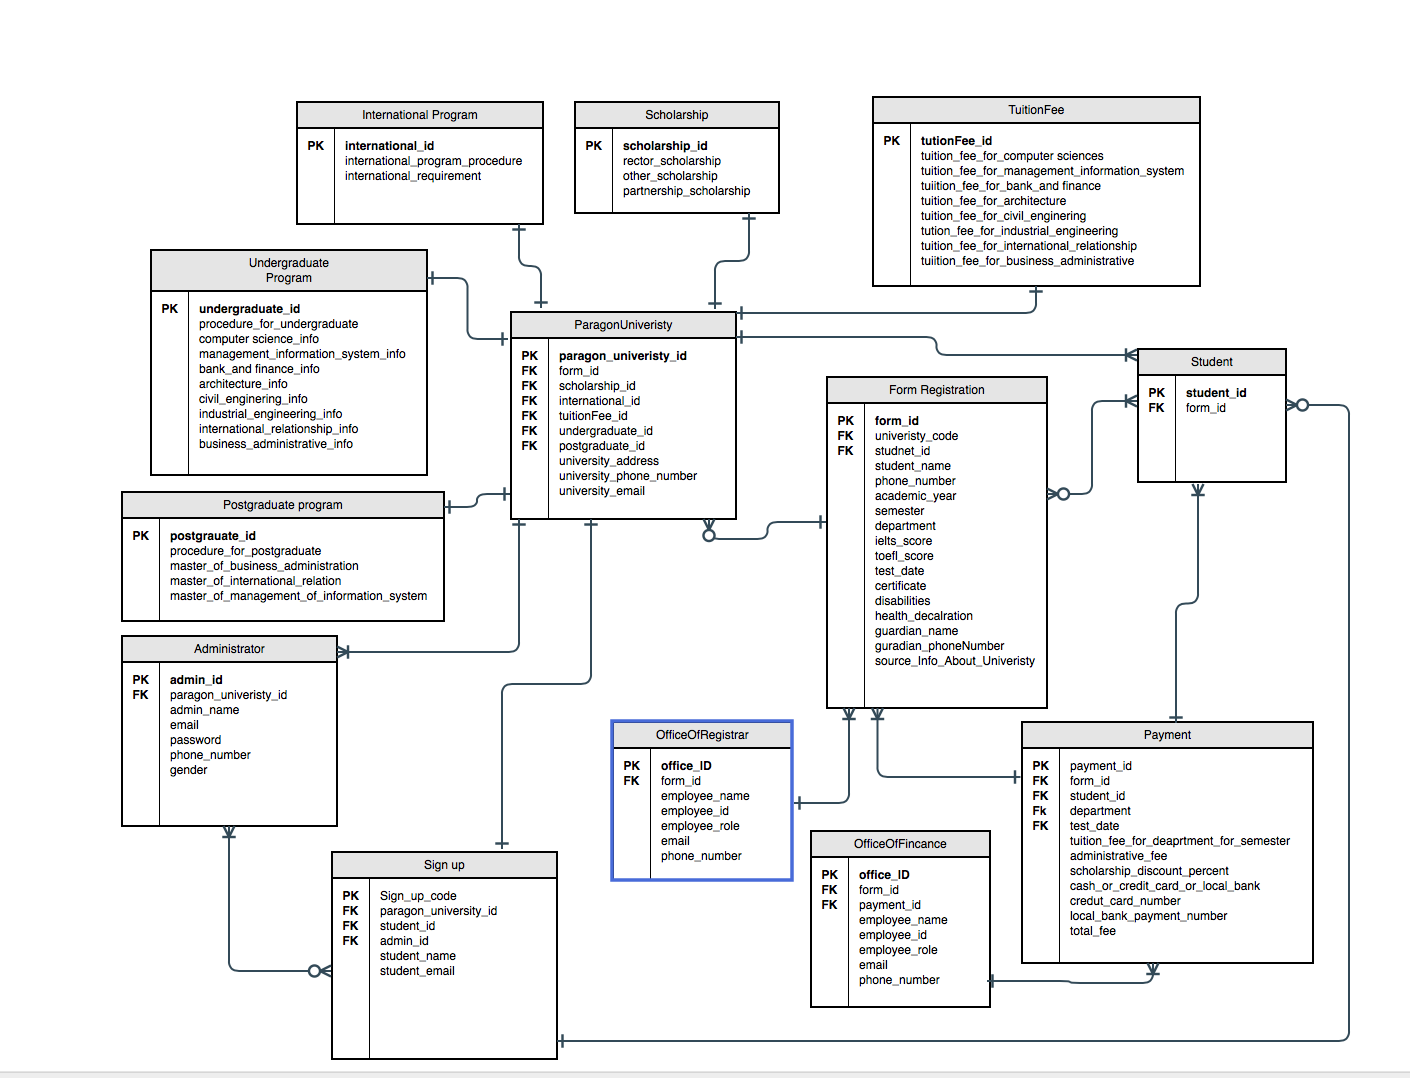 International Program
PK international_id
international_program_procedure
international_requirement
Scholarship
PK scholarship_id
rector_scholarship
other_scholarship
partnership_scholarship
TuitionFee
PK tutionFee_id
tuition_fee_for_computer sciences
tuition_fee_for_management_information_system
tuiition_fee_for_bank_and finance
tuition_fee_for_architecture
tuition_fee_for_civil_enginering
tution_fee_for_industrial_engineering
tuition_fee_for_international_relationship
tuiition_fee_for_business_administrative
Undergraduate
Program
PK undergraduate_id
procedure_for_undergraduate
computer science_info
management_information_system_info
bank_and finance_info
architecture_info
civil_enginering_info
industrial_engineering_info
international_relationship_info
business_administrative_info
ParagonUniveristy
PK paragon_univeristy_id
FK form_id
FK scholarship_id
FK international_id
FK tuitionFee_id
FK undergraduate_id
FK postgraduate_id
university_address
university_phone_number
university_email
Student
PK student_id
FK form_id
Form Registration
PK form_id
FK univeristy_code
FK studnet_id
student_name
phone_number
academic_year
semester
department
ielts_score
toefl_score
test_date
certificate
disabilities
health_decalration
guardian_name
guradian_phoneNumber
source_Info_About_Univeristy
Postgraduate program
PK postgrauate_id
procedure_for_postgraduate
master_of_business_administration
master_of_international_relation
master_of_management_of_information_system
Administrator
PK admin_id
FK paragon_univeristy_id
admin_name
email
password
phone_number
gender
OfficeOfRegistrar
PK office_ID
FK form_id
employee_name
employee_id
employee_role
email
phone_number
Payment
PK payment_id
FK form_id
FK student_id
Fk department
FK test_date
tuition_fee_for_deaprtment_for_semester
administrative_fee
scholarship_discount_percent
cash_or_credit_card_or_local_bank
credut_card_number
local_bank_payment_number
total_fee
OfficeOfFincance
PK office_ID
FK form_id
FK payment_id
employee_name
employee_id
employee_role
email
phone_number
Sign up
PK Sign_up_code
FK paragon_university_id
FK student_id
FK admin_id
student_name
student_email